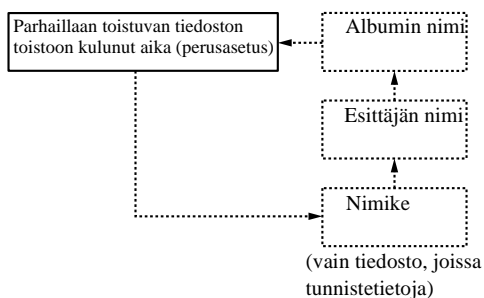 Parhaillaan toistuvan tiedoston
toistoon kulunut aika (perusasetus)
Albumin nimi
Esittäjän nimi
Nimike
(vain tiedosto, joissa
tunnistetietoja)